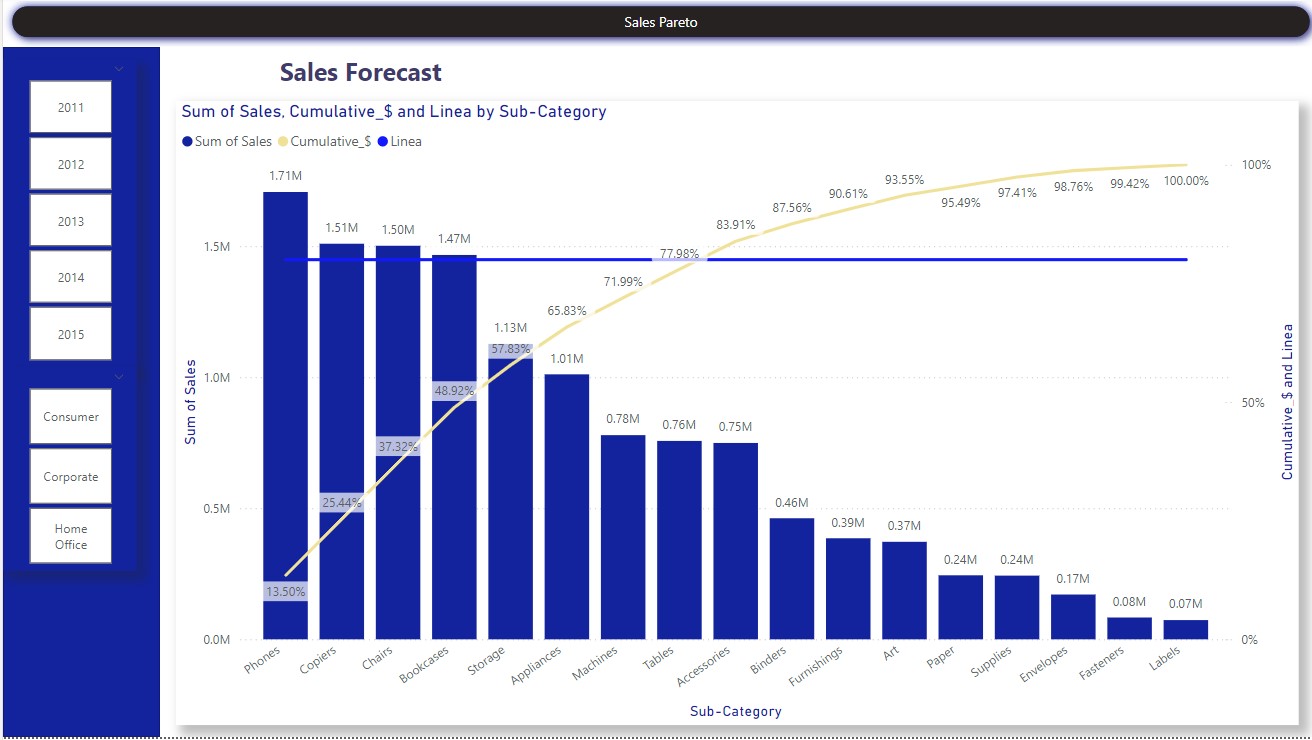 Sales Pareto
Sales Forecast
2011
2012
2013
2014
2015
Consumer
Corporate
Home
Office
Sum of Sales, Cumulative_$ and Linea by Sub-Category
Sum of Sales Cumulative_$ Linea
Sum of Sales
1.5M
1.0M
0.5M
0.0M
1.71M
1.51M
1.50M
1.47M
1.13M
1.01M
0.78M
0.76M
0.75M
0.46M
0.39M
0.37M
0.24M
0.24M
0.17M
0.08M
0.07M
13.50%
25.44%
37.32%
48.92%
57.83%
65.83%
71.99%
77.98%
83.91%
87.56%
90.61%
93.55%
95.49%
97.41%
98.76%
99.42%
100.00%
100%
50%
0%
Cumulative_$ and Linea
Phones
Copiers
Chairs
Bookcases
Storage
Appliances
Machines
Tables
Accessories
Binders
Furnishings
Art
Paper
Supplies
Envelopes
Fasteners
Labels
Sub-Category